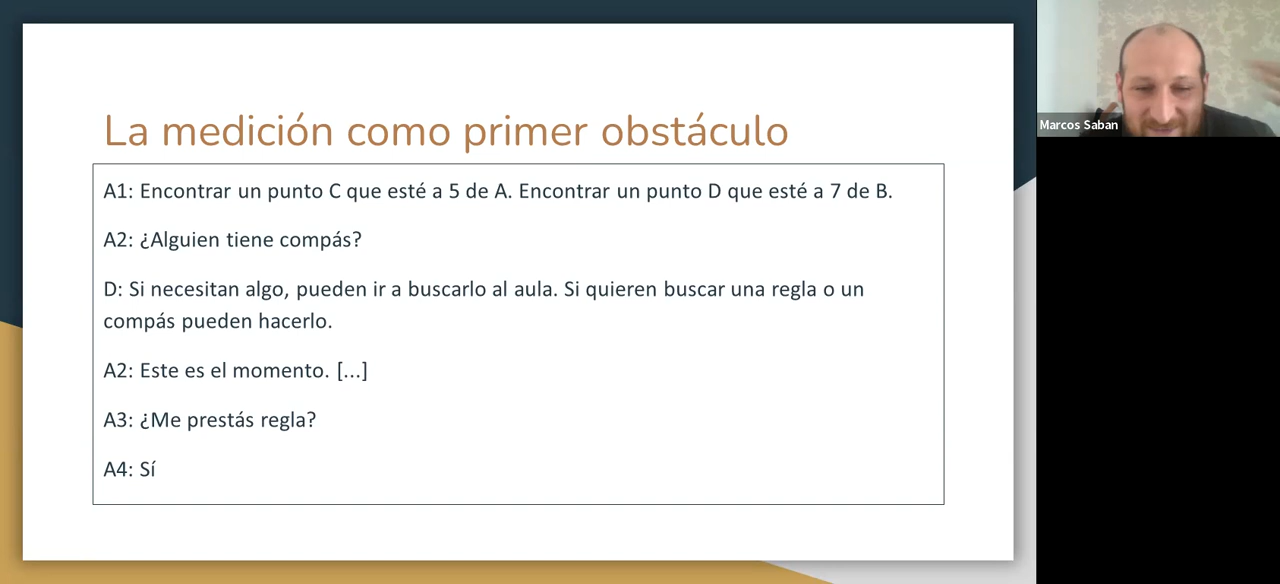 La medición como primer obstáculo
A1: Encontrar un punto C que esté a 5 de A. Encontrar un punto D que esté a 7 de B.
A2: ¿Alguien tiene compás?
D: Si necesitan algo, pueden ir a buscarlo al aula. Si quieren buscar una regla o un
compás pueden hacerlo.
A2: Este es el momento. [...]
A3: ¿Me prestás regla?
A4: Sí
Marcos Saban